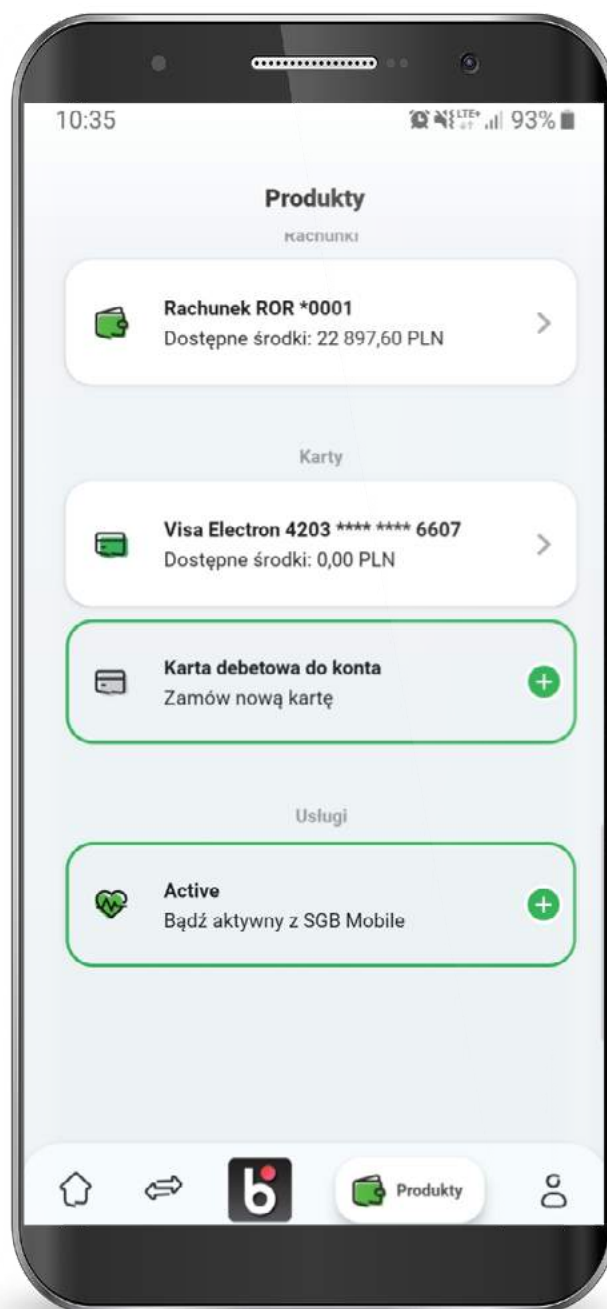 10:35
LTE+ 93%
Produkty
Rachunki
Rachunek ROR *0001
Dostępne środki: 22 897,60 PLN
Karty
Visa Electron 4203 **** **** 6607
Dostępne środki: 0,00 PLN
Karta debetowa do konta
Zamów nową kartę
Usługi
Active
Bądź aktywny z SGB Mobile
b
Produkty